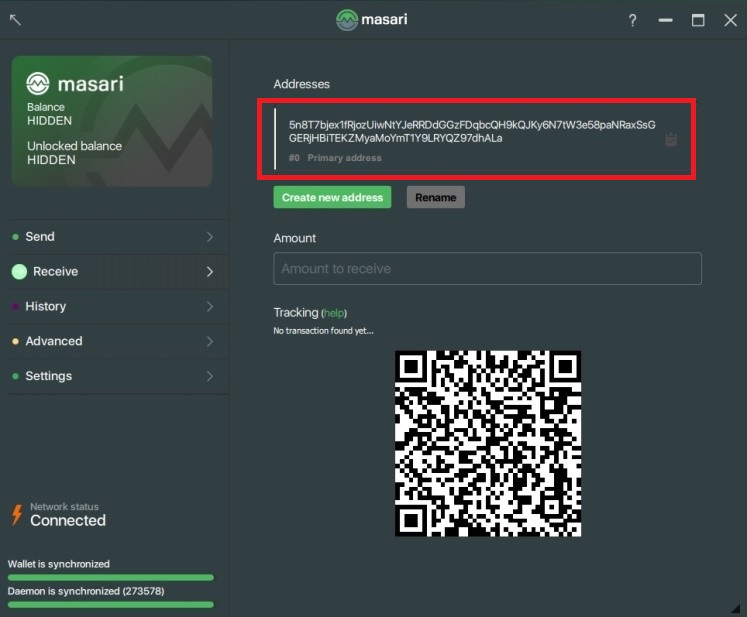 masari
?
masari
Balance
HIDDEN
Unlocked balance
HIDDEN
Send
Receive
History
Advanced
Settings
Network status
Connected
Wallet is synchronized
Daemon is synchronized (273578)
Addresses
5n8T7bjex1fRjozUiwNtYJeRRDdGGzFDqbcQH9kQJKy6N7tW3e58paNRaxSsG
GERjHBiTEKZMyaMoYmT1Y9LRYQZ97dhALa
#0 Primary address
Create new address
Rename
Amount
Amount to receive
Tracking (help)
No transaction found yet...